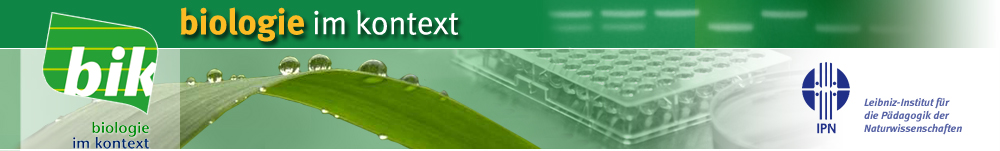 biologie im kontext
bik
biologie
im kontext
IPN
Leibniz-Institut für
die Pädagogik der
Naturwissenschaften